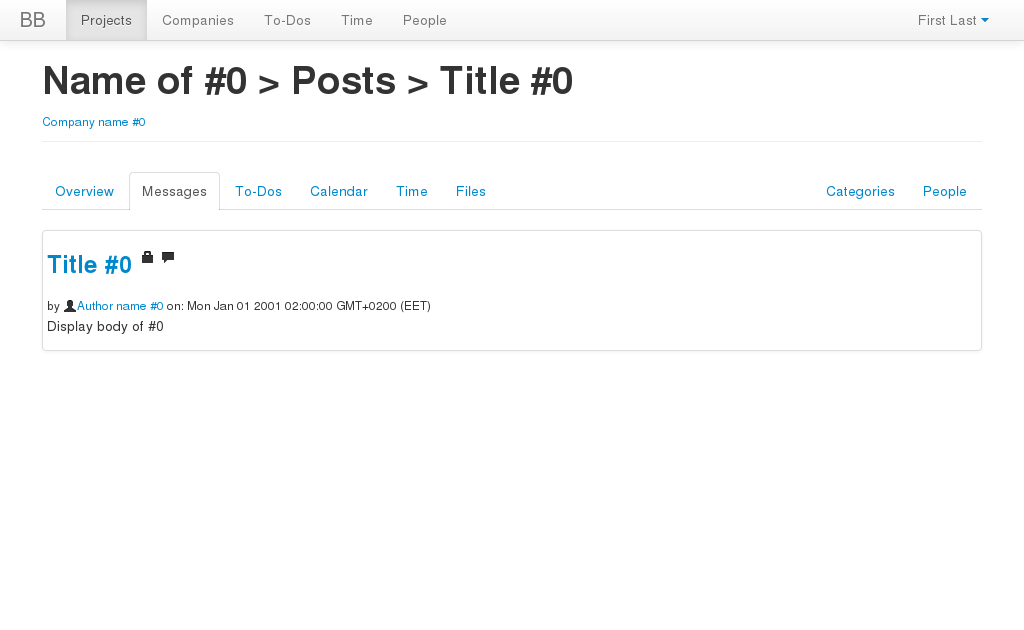 BB Projects Companies To-Dos Time People First Last
Name of #0 > Posts > Title #0
Company name #0
Overview Messages To-Dos Calendar Time Files Categories People
Title #0
by Author name #0 on: Mon Jan 01 2001 02:00:00 GMT+0200 (EET)
Display body of #0